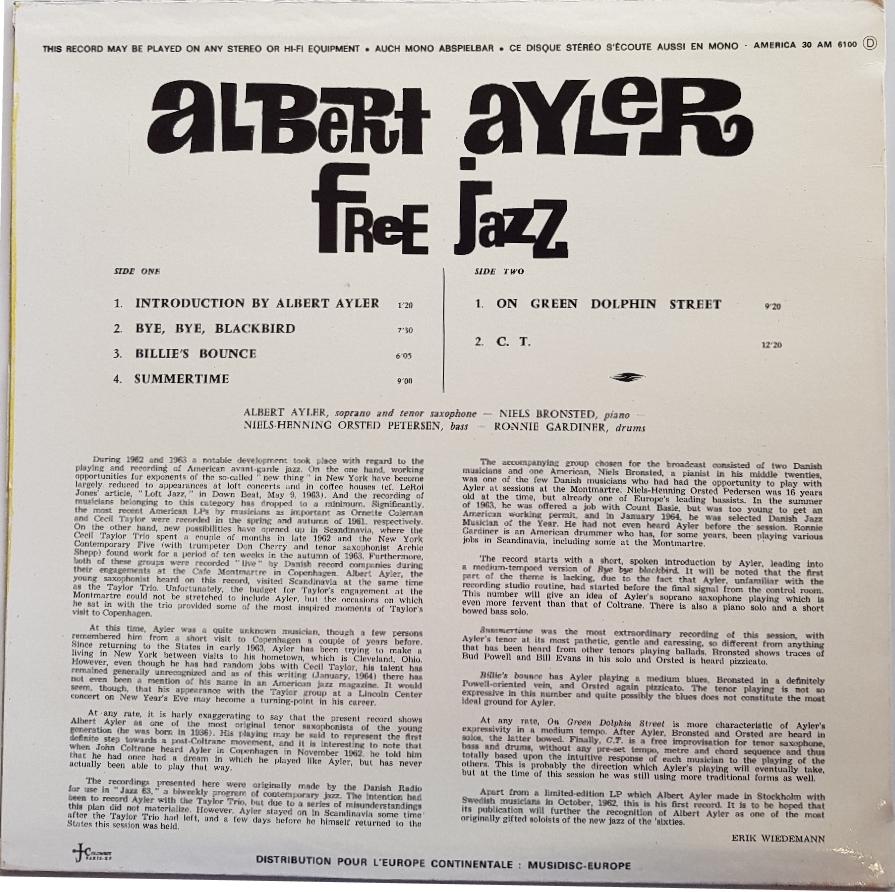 THIS RECORD MAY BE PLAYED ON ANY STEREO OR HI-FI EQUIPMENT • AUCH MONO ABSPIELBAR • CE DISQUE STÉRÉO S'ÉCOUTE AUSSI EN MONO · AMERICA 30 AM 6100 D
ALBERT AYLER
FREE JAZZ
SIDE ONE
1. INTRODUCTION BY ALBERT AYLER 1'20
2. BYE, BYE, BLACKBIRD 7'30
3. BILLIE'S BOUNCE 6'05
4. SUMMERTIME 9'00
SIDE TWO
1. ON GREEN DOLPHIN STREET 9'20
2. C. T. 12'20
ALBERT AYLER, soprano and tenor saxophone — NIELS BRONSTED, piano —
NIELS-HENNING ORSTED PETERSEN, bass — RONNIE GARDINER, drums
During 1962 and 1963 a notable development took place with regard to the
playing and recording of American avant-garde jazz. On the one hand, working
opportunities for exponents of the so-called "new thing" in New York have become
largely reduced to appearances at loft concerts and in coffee houses (cf. LeRoi
Jones' article, "Loft Jazz," in Down Beat, May 9, 1963). And the recording of
musicians belonging to this category has dropped to a minimum. Significantly,
the most recent American LPs by musicians as important as Ornette Coleman
and Cecil Taylor were recorded in the spring and autumn of 1961, respectively.
On the other hand, new possibilities have opened up in Scandinavia, where the
Cecil Taylor Trio spent a couple of months in late 1962 and the New York
Contemporary Five (with trumpeter Don Cherry and tenor saxophonist Archie
Shepp) found work for a period of ten weeks in the autumn of 1963. Furthermore,
both of these groups were recorded "live" by Danish record companies during
their engagements at the Cafe Montmartre in Copenhagen. Albert Ayler, the
young saxophonist heard on this record, visited Scandinavia at the same time
as the Taylor Trio. Unfortunately, the budget for Taylor's engagement at the
Montmartre could not be stretched to include Ayler, but the occasions on which
he sat in with the trio provided some of the most inspired moments of Taylor's
visit to Copenhagen.
At this time, Ayler was a quite unknown musician, though a few persons
remembered him from a short visit to Copenhagen a couple of years before.
Since returning to the States in early 1963, Ayler has been trying to make a
living in New York between visits to his hometown, which is Cleveland, Ohio.
However, even though he has had random jobs with Cecil Taylor, his talent has
remained generally unrecognized and as of this writing (January, 1964) there has
not even been a mention of his name in an American jazz magazine. It would
seem, though, that his appearance with the Taylor group at a Lincoln Center
concert on New Year's Eve may become a turning-point in his career.
At any rate, it is harly exaggerating to say that the present record shows
Albert Ayler as one of the most original tenor saxophonists of the young
generation (he was born in 1936). His playing may be said to represent the first
definite step towards a post-Coltrane movement, and it is interesting to note that
when John Coltrane heard Ayler in Copenhagen in November 1962, he told him
that he had once had a dream in which he played like Ayler, but has never
actually been able to play that way.
The recordings presented here were originally made by the Danish Radio
for use in "Jazz 63," a biweekly program of contemporary jazz. The intention had
been to record Ayler with the Taylor Trio, but due to a series of misunderstandings
this plan did not materialize. However, Ayler stayed on in Scandinavia some time
after the Taylor Trio had left, and a few days before he himself returned to the
States this session was held.
The accompanying group chosen for the broadcast consisted of two Danish
musicians and one American, Niels Bronsted, a pianist in his middle twenties,
was one of the few Danish musicians who had had the opportunity to play with
Ayler at sessions at the Montmartre. Niels-Henning Orsted Pedersen was 16 years
old at the time, but already one of Europe's leading bassists. In the summer
of 1963, he was offered a job with Count Basie, but was too young to get an
American working permit, and in January 1964, he was selected Danish Jazz
Musician of the Year. He had not even heard Ayler before the session. Ronnie
Gardiner is an American drummer who has, for some years, been playing various
jobs in Scandinavia, including some at the Montmartre.
The record starts with a short, spoken introduction by Ayler, leading into
a medium-tempoed version of Bye bye blackbird. It will be noted that the first
part of the theme is lacking, due to the fact that Ayler, unfamiliar with the
recording studio routine, had started before the final signal from the control room.
This number will give an idea of Ayler's soprano saxophone playing which is
even more fervent than that of Coltrane. There is also a piano solo and a short
bowed bass solo.
Summertime was the most extraordinary recording of this session, with
Ayler's tenor at its most pathetic, gentle and caressing, so different from anything
that has been heard from other tenors playing ballads. Bronsted shows traces of
Bud Powell and Bill Evans in his solo and Orsted is heard pizzicato.
Billie's bounce has Ayler playing a medium blues, Bronsted in a definitely
Powell-oriented vein, and Orsted again pizzicato. The tenor playing is not so
expressive in this number and quite possibly the blues does not constitute the most
ideal ground for Ayler.
At any rate, On Green Dolphin Street is more characteristic of Ayler's
expressivity in a medium tempo. After Ayler, Bronsted and Orsted are heard in
solos, the latter bowed. Finally, C.T. is a free improvisation for tenor saxophone,
bass and drums, without any pre-set tempo, metre and chord sequence and thus
totally based upon the intuitive response of each musician to the playing of the
others. This is probably the direction which Ayler's playing will eventually take,
but at the time of this session he was still using more traditional forms as well.
Apart from a limited-edition LP which Albert Ayler made in Stockholm with
Swedish musicians in October, 1962, this is his first record. It is to be hoped that
its publication will further the recognition of Albert Ayler as one of the most
originally gifted soloists of the new jazz of the 'sixties.
ERIK WIEDEMANN
DISTRIBUTION POUR L'EUROPE CONTINENTALE : MUSIDISC-EUROPE